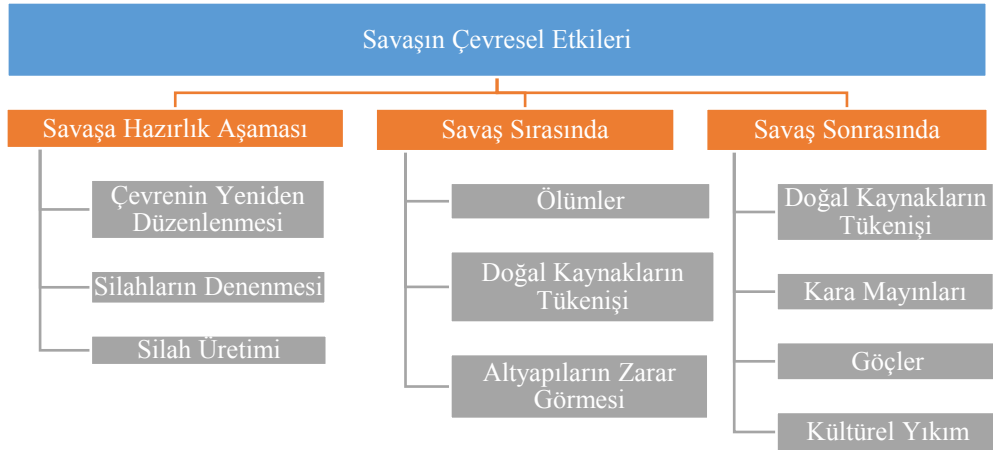 Savaşın Çevresel Etkileri
Savaşa Hazırlık Aşaması
Çevrenin Yeniden
Düzenlenmesi
Silahların Denenmesi
Silah Üretimi
Savaş Sırasında
Ölümler
Doğal Kaynakların
Tükenişi
Altyapıların Zarar
Görmesi
Savaş Sonrasında
Doğal Kaynakların
Tükenişi
Kara Mayınları
Göçler
Kültürel Yıkım